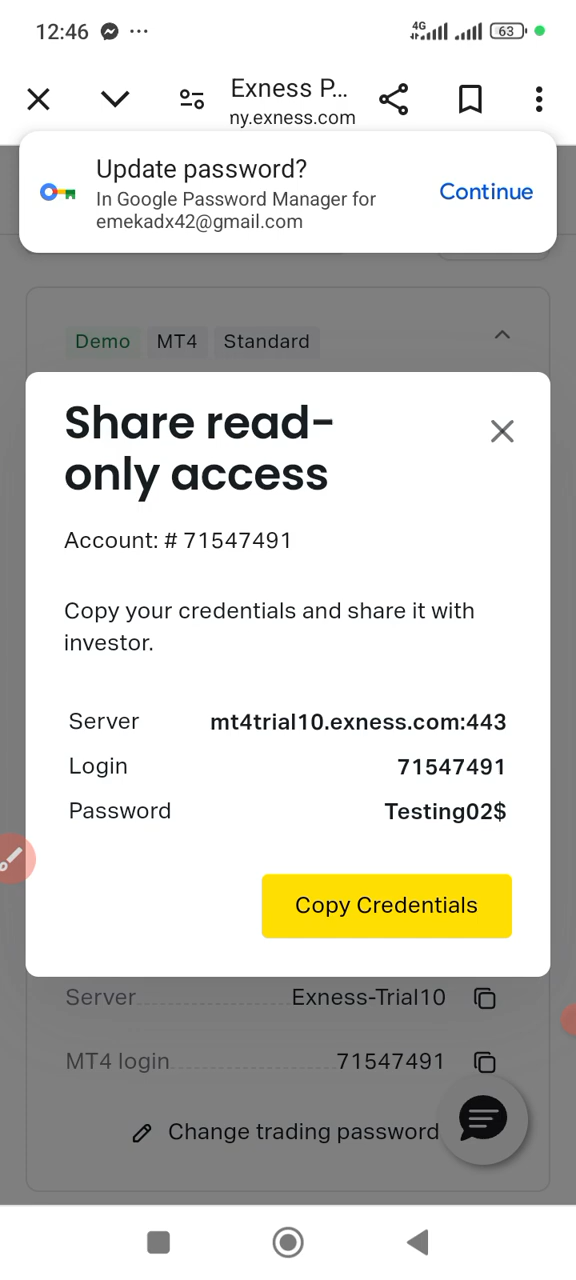 12:46
4G
63
Exness P...
ny.exness.com
Update password?
In Google Password Manager for
emekadx42@gmail.com
Continue
Demo
MT4
Standard
Share read-
only access
Account: # 71547491
Copy your credentials and share it with
investor.
Server mt4trial10.exness.com:443
Login 71547491
Password Testing02$
Copy Credentials
Server Exness-Trial10
MT4 login 71547491
Change trading password